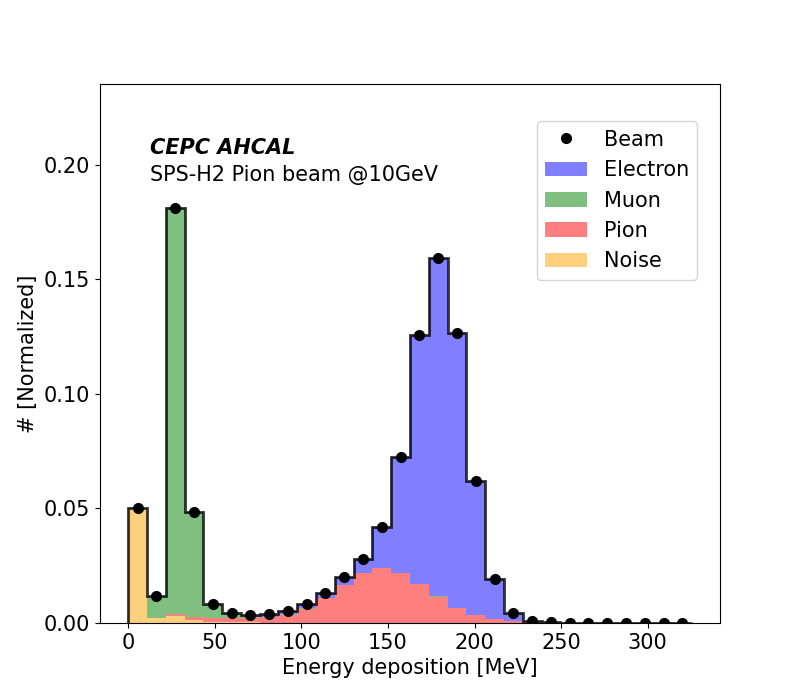 CEPC AHCAL
SPS-H2 Pion beam @10GeV
Beam
Electron
Muon
Pion
Noise
# [Normalized]
0.20
0.15
0.10
0.05
0.00
0 50 100 150 200 250 300
Energy deposition [MeV]